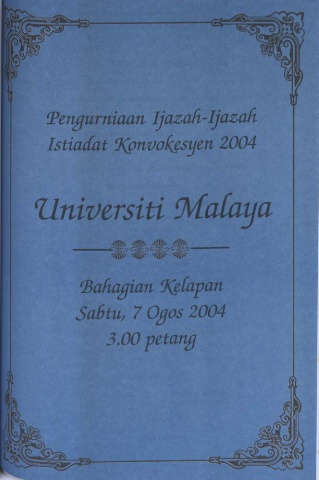 Pengurniaan Ijazah-Ijazah
Istiadat Konvokesyen 2004
Universiti Malaya
Bahagian Kelapan
Sabtu, 7 Ogos 2004
3.00 petang